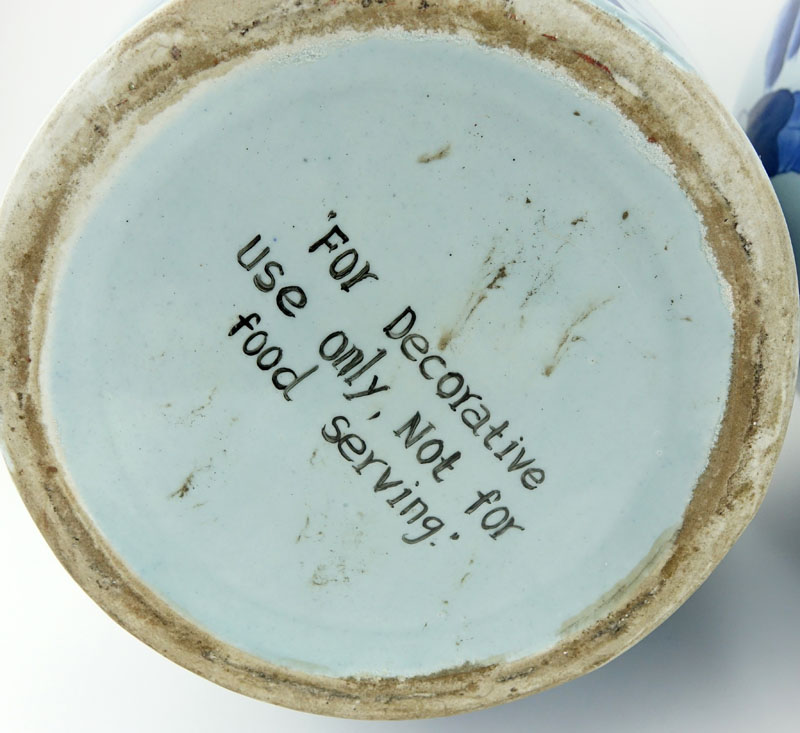 'For Decorative
use only, Not for
food serving.'